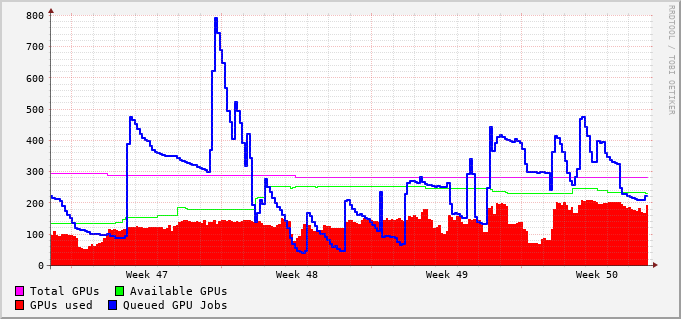 800
700
600
500
400
300
200
100
0
Week 47 Week 48 Week 49 Week 50
Total GPUs Available GPUs
GPUs used Queued GPU Jobs
RRDTOOL / TOBI OETIKER